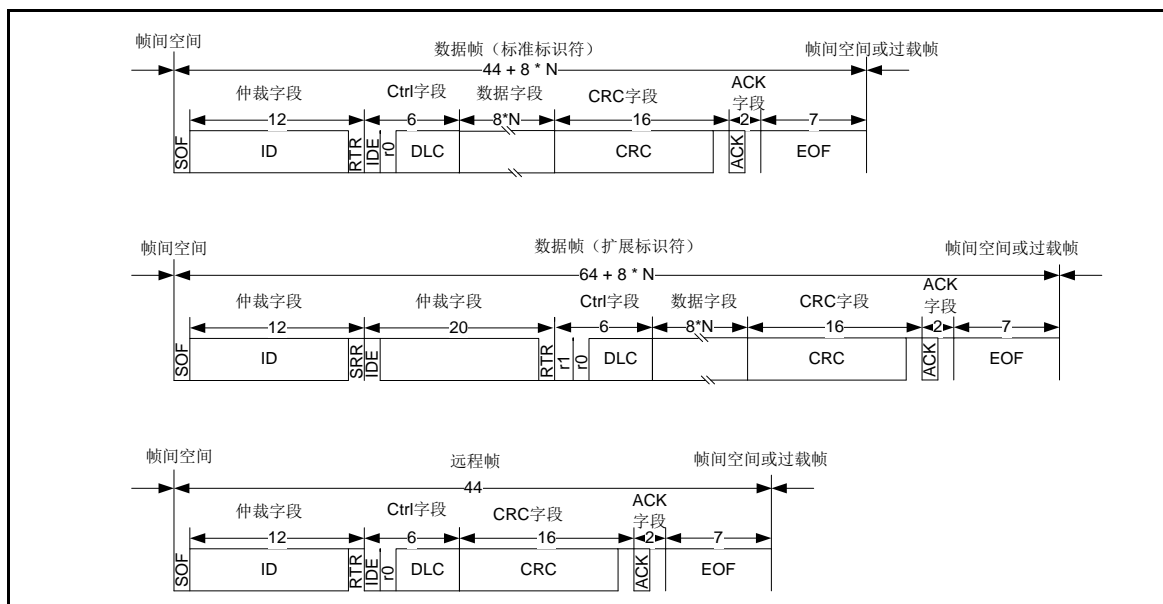 帧间空间
数据帧（标准标识符）
帧间空间或过载帧
44 + 8 * N
仲裁字段
Ctrl字段
数据字段
CRC字段
ACK
字段
12
6
8*N
16
2
7
SOF
ID
RTR
IDE
r0
DLC
CRC
ACK
EOF
帧间空间
数据帧（扩展标识符）
帧间空间或过载帧
64 + 8 * N
仲裁字段
仲裁字段
Ctrl字段
数据字段
CRC字段
ACK
字段
12
20
6
8*N
16
2
7
SOF
ID
SRR
IDE
RTR
r1
r0
DLC
CRC
ACK
EOF
帧间空间
远程帧
帧间空间或过载帧
44
仲裁字段
Ctrl字段
CRC字段
ACK
字段
12
6
16
2
7
SOF
ID
RTR
IDE
r0
DLC
CRC
ACK
EOF